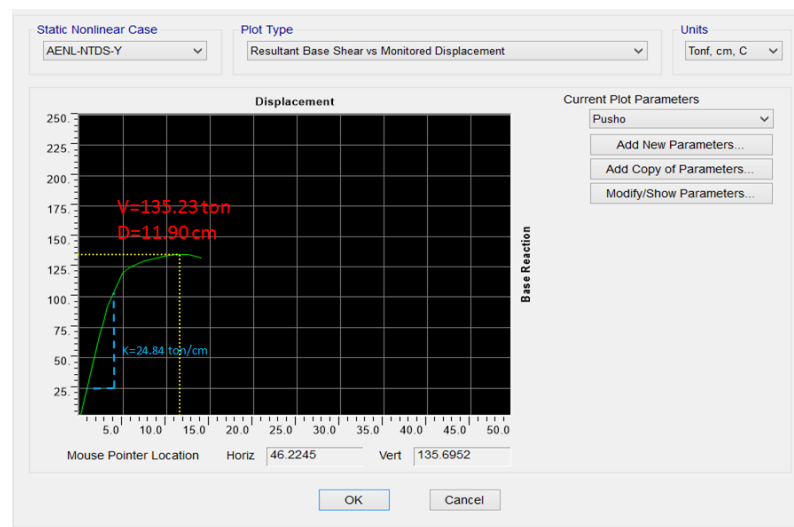 Static Nonlinear Case
AENL-NTDS-Y
Plot Type
Resultant Base Shear vs Monitored Displacement
Units
Tonf, cm, C
Displacement
250.
225.
200.
175.
150.
125.
100.
75.
50.
25.
V=135.23 ton
D=11.90 cm
K=24.84 ton/cm
5.0 10.0 15.0 20.0 25.0 30.0 35.0 40.0 45.0 50.0
Base Reaction
Current Plot Parameters
Pusho
Add New Parameters...
Add Copy of Parameters...
Modify/Show Parameters...
Mouse Pointer Location Horiz 46.2245 Vert 135.6952
OK Cancel